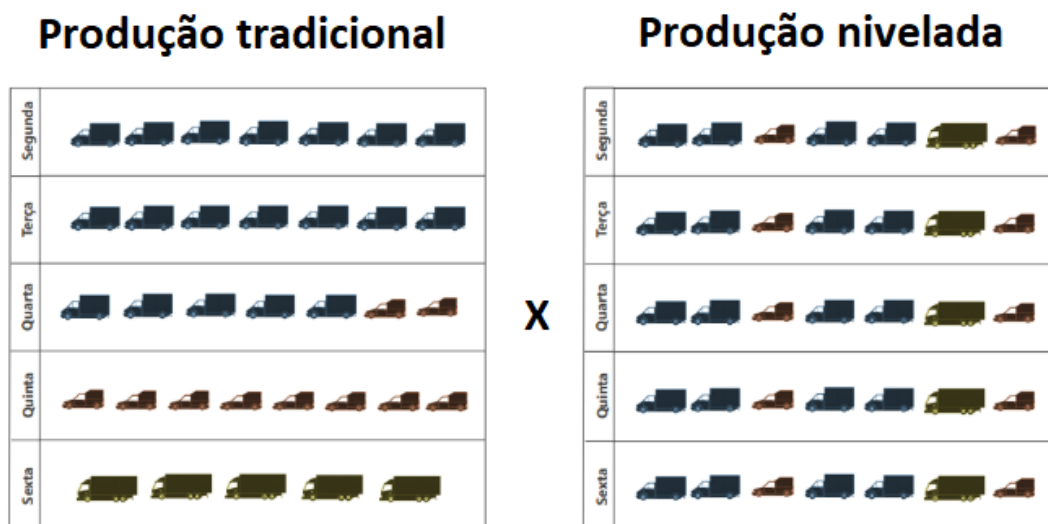 Produção tradicional
Segunda
Terça
Quarta
Quinta
Sexta
X
Produção nivelada
Segunda
Terça
Quarta
Quinta
Sexta